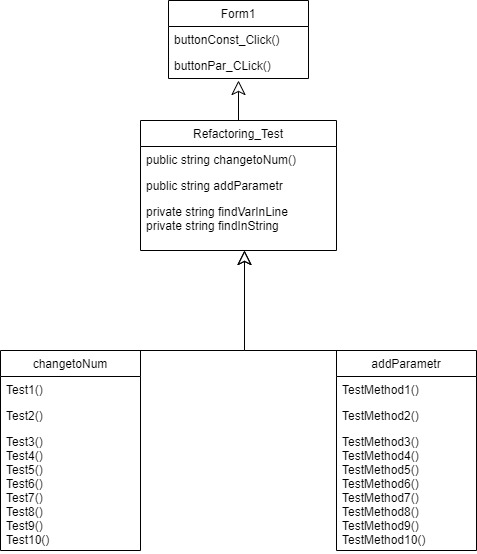 Form1
buttonConst_Click()
buttonPar_CLick()
Refactoring_Test
public string changetoNum()
public string addParametr
private string findVarInLine
private string findInString
changetoNum
Test1()
Test2()
Test3()
Test4()
Test5()
Test6()
Test7()
Test8()
Test9()
Test10()
addParametr
TestMethod1()
TestMethod2()
TestMethod3()
TestMethod4()
TestMethod5()
TestMethod6()
TestMethod7()
TestMethod8()
TestMethod9()
TestMethod10()